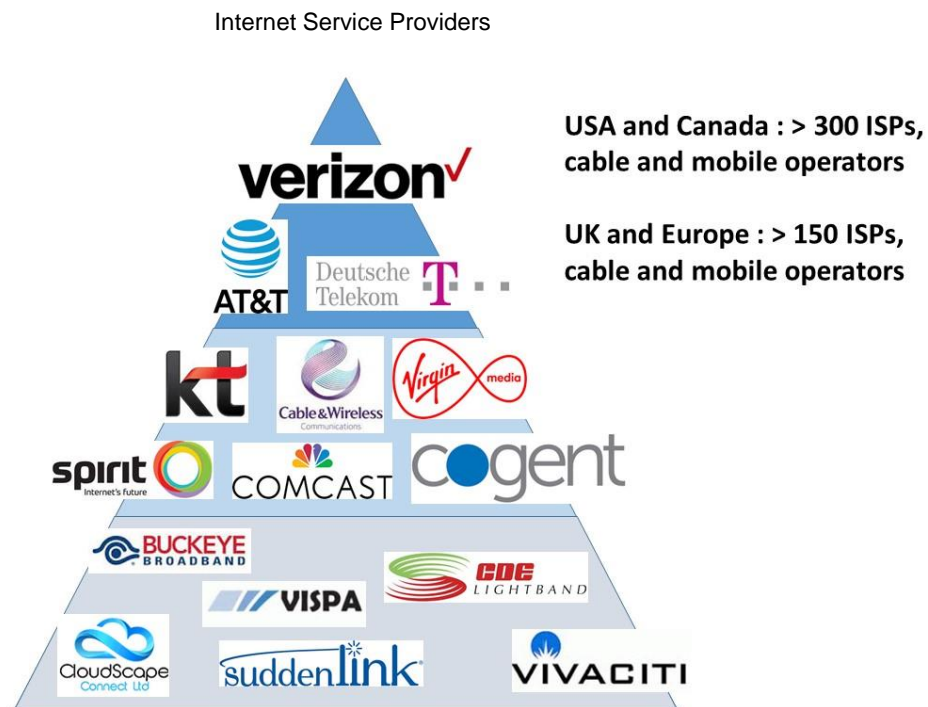 Internet Service Providers
USA and Canada : > 300 ISPs,
cable and mobile operators
UK and Europe : > 150 ISPs,
cable and mobile operators
verizon
AT&T
Deutsche
Telekom T
kt
Cable&Wireless
Communications
Virgin media
spirit
Internet's future
COMCAST
cogent
BUCKEYE
BROADBAND
CDE
LIGHTBAND
VISPA
CloudScape
Connect Ltd
suddenlink
VIVACITI